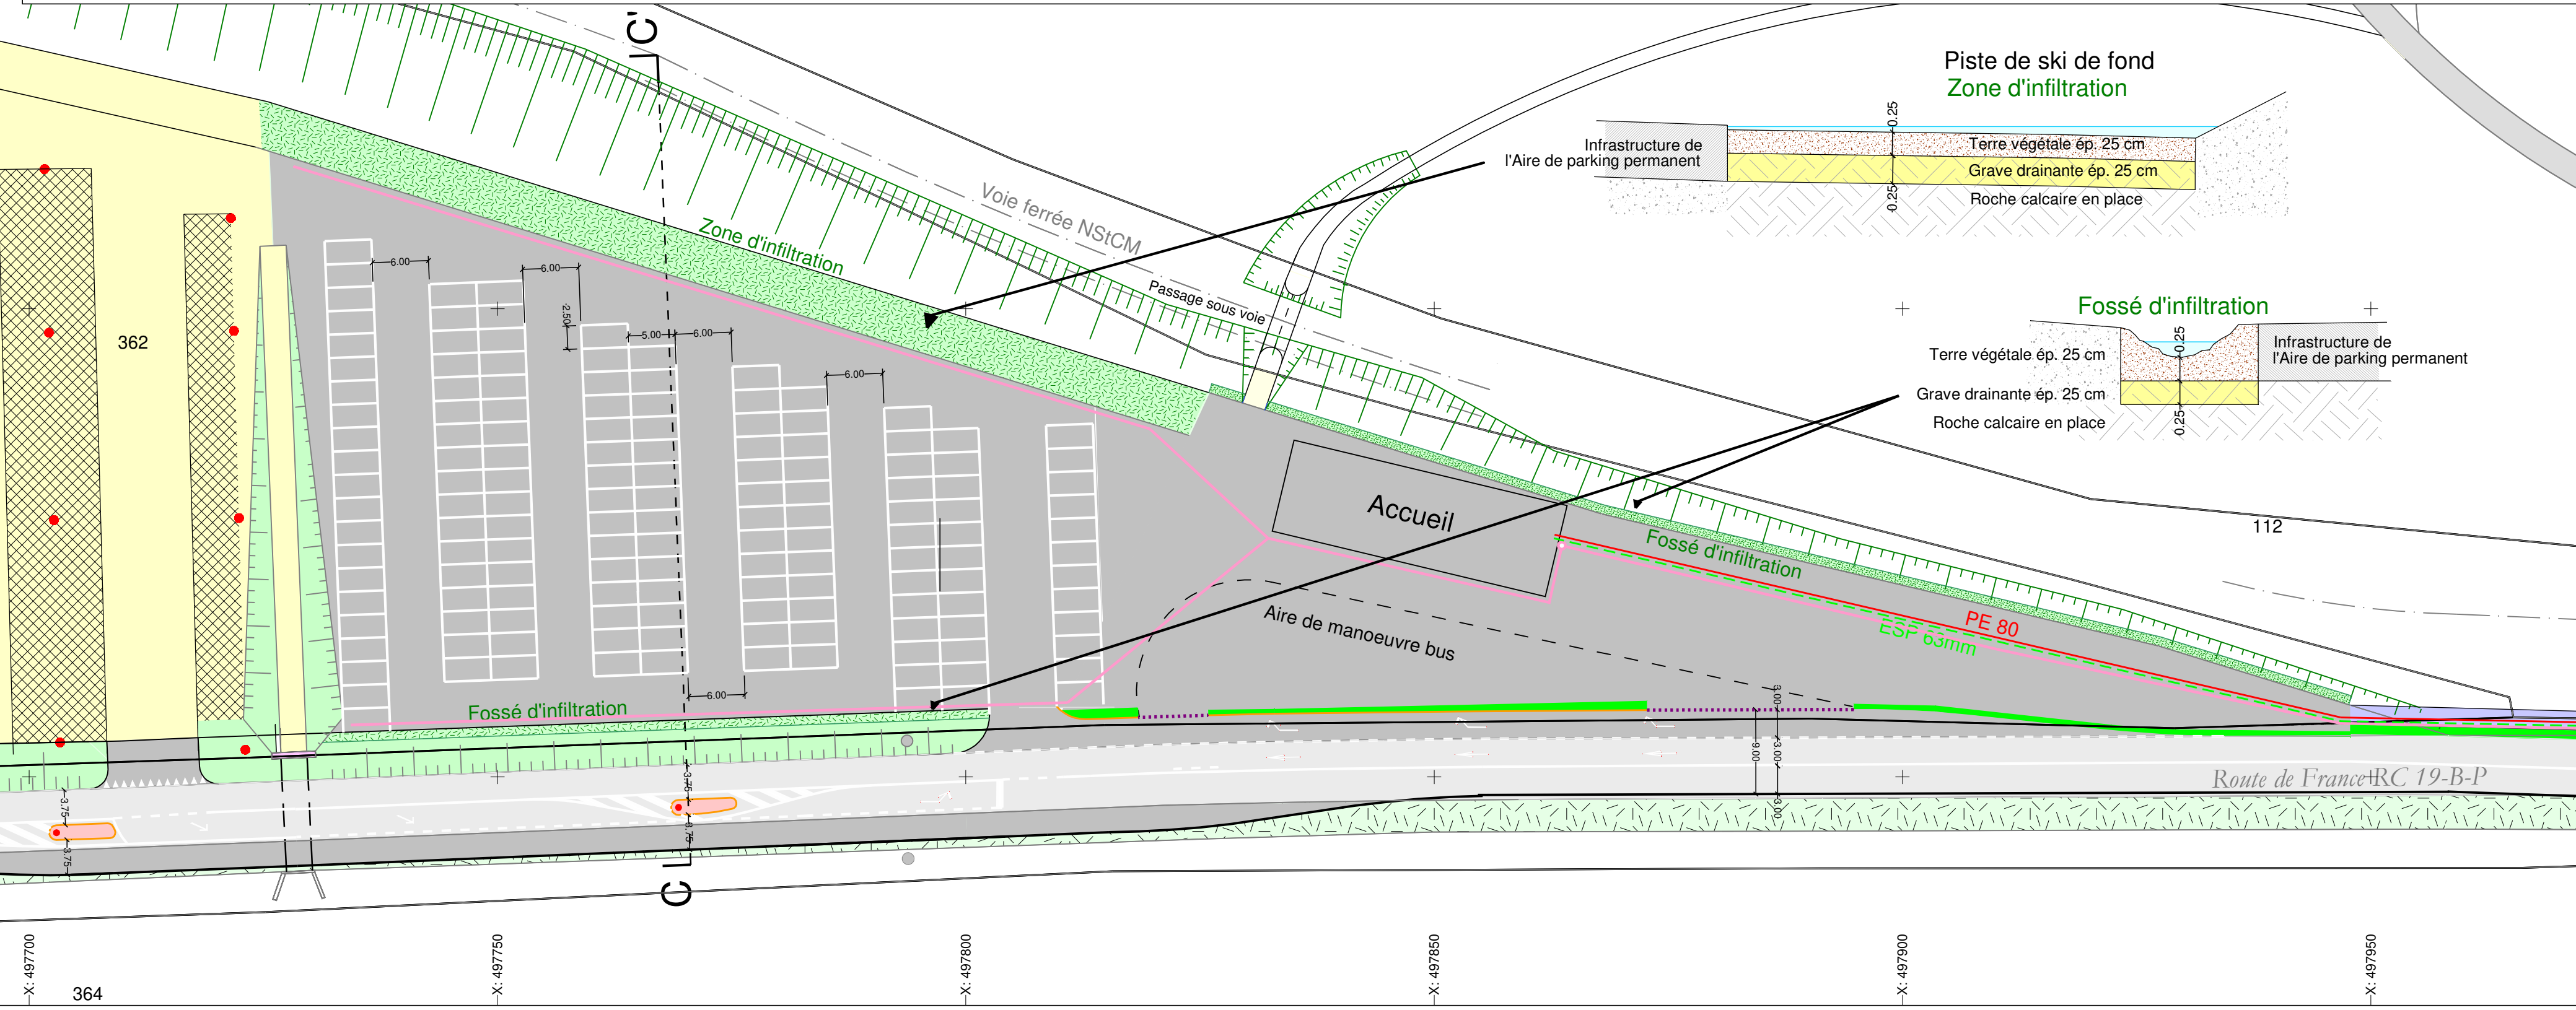 C'
Piste de ski de fond
Zone d'infiltration
0.25
Infrastructure de
l'Aire de parking permanent
Terre végétale ép. 25 cm
Grave drainante ép. 25 cm
Roche calcaire en place
0.25
Voie ferrée NStCM
Zone d'infiltration
6.00
6.00
Passage sous voie
2.50
5.00
6.00
6.00
362
Fossé d'infiltration
0.25
Terre végétale ép. 25 cm
Infrastructure de
l'Aire de parking permanent
Grave drainante ép. 25 cm
Roche calcaire en place
0.25
Accueil
112
Fossé d'infiltration
Aire de manoeuvre bus
PE 80
ESP 63mm
6.00
Fossé d'infiltration
3.00
9.00
3.00
3.00
Route de France RC 19-B-P
3.75
3.75
3.75
3.75
C
X: 497700
X: 497750
X: 497800
X: 497850
X: 497900
X: 497950
364